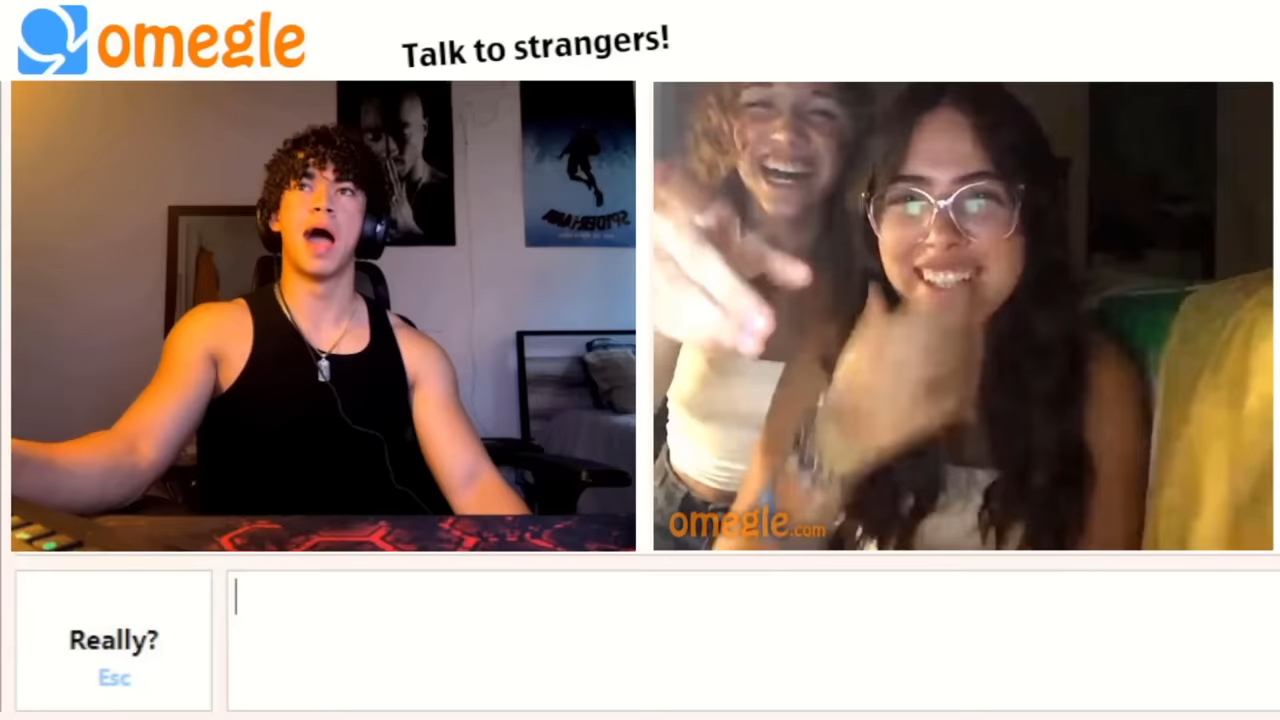 omegle
Talk to strangers!
SPIDER-MAN
omegle.com
Really?
Esc